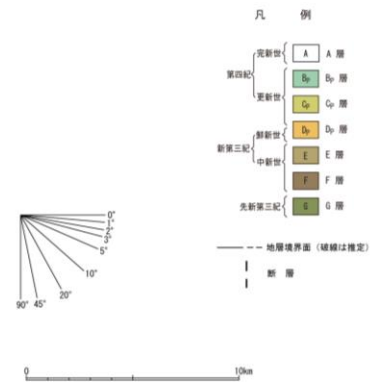 凡 例
完新世 A A 層
第四紀
更新世 Bp Bp 層
Cp Cp 層
鮮新世 Dp Dp 層
新第三紀
中新世 E E 層
F F 層
先新第三紀 G G 層
地層境界面 (破線は推定)
断 層
0°
1°
2°
3°
5°
10°
20°
45°
90°
0 10km